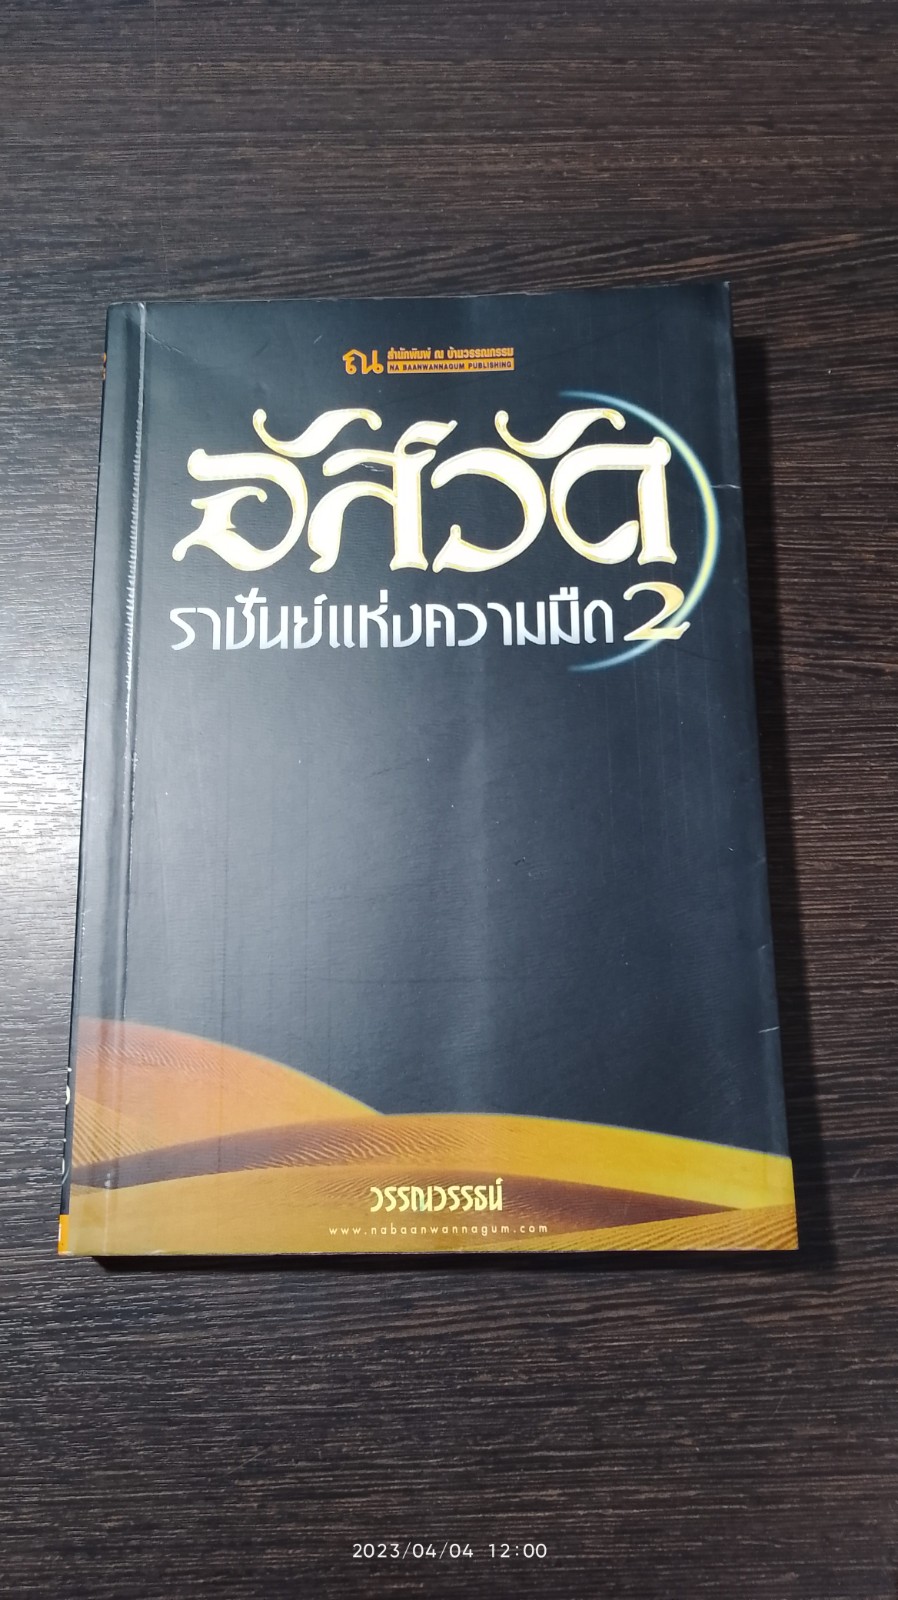 ณ สำนักพิมพ์ ณ บ้านวรรณกรรม
NA BAANWANNAGUM PUBLISHING
อัสวัด
ราชันย์แห่งความมืด 2
วรรณวรรธน์
www.nabaanwannagum.com
2023/04/04 12:00